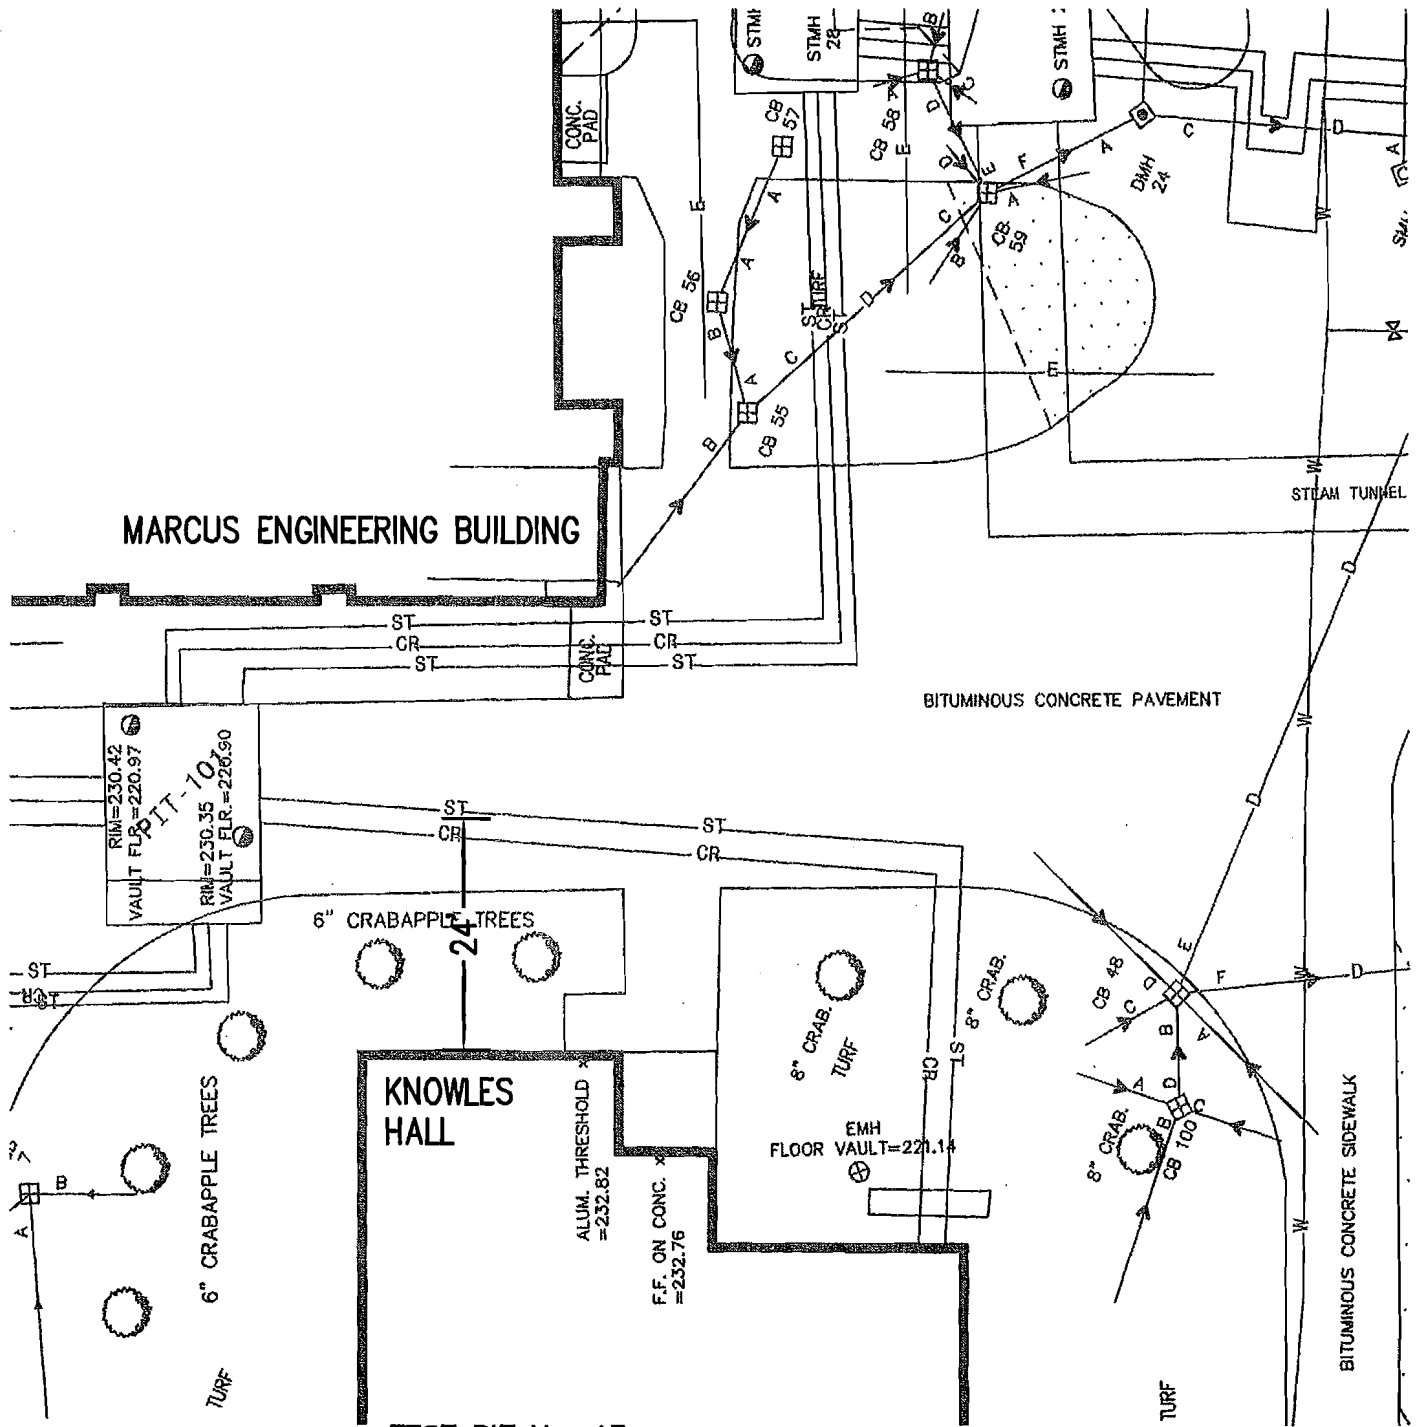 B
STMH
STMH
28
STMH
CONC.
PAD
CB
57
A
D
C
CB 58
E
D
E
F
A
C
D
DMH
24
A
A
E
A
C
B
CB
59
W
A
CB 56
B
ST
CR
TURF
ST
D
C
A
E
CB 55
B
W
STEAM TUNNEL
MARCUS ENGINEERING BUILDING
D
ST
ST
CR
CR
ST
ST
CONC.
PAD
BITUMINOUS CONCRETE PAVEMENT
W
RIM=230.42
VAULT FLR.=220.97
PIT-101
RIM=230.35
VAULT FLR.=220.90
D
ST
CR
ST
CR
6" CRABAPPLE TREES
24'
ST
CR
ST
8" CRAB.
TURF
8" CRAB.
CB 48
E
D
C
F
W
D
B
A
CR
ST
KNOWLES
HALL
ALUM. THRESHOLD x
=232.82
F.F. ON CONC. x
=232.76
EMH
FLOOR VAULT=221.14
A
D
C
B
8" CRAB.
CB 100
6" CRABAPPLE TREES
B
A
W
BITUMINOUS CONCRETE SIDEWALK
TURF
TURF